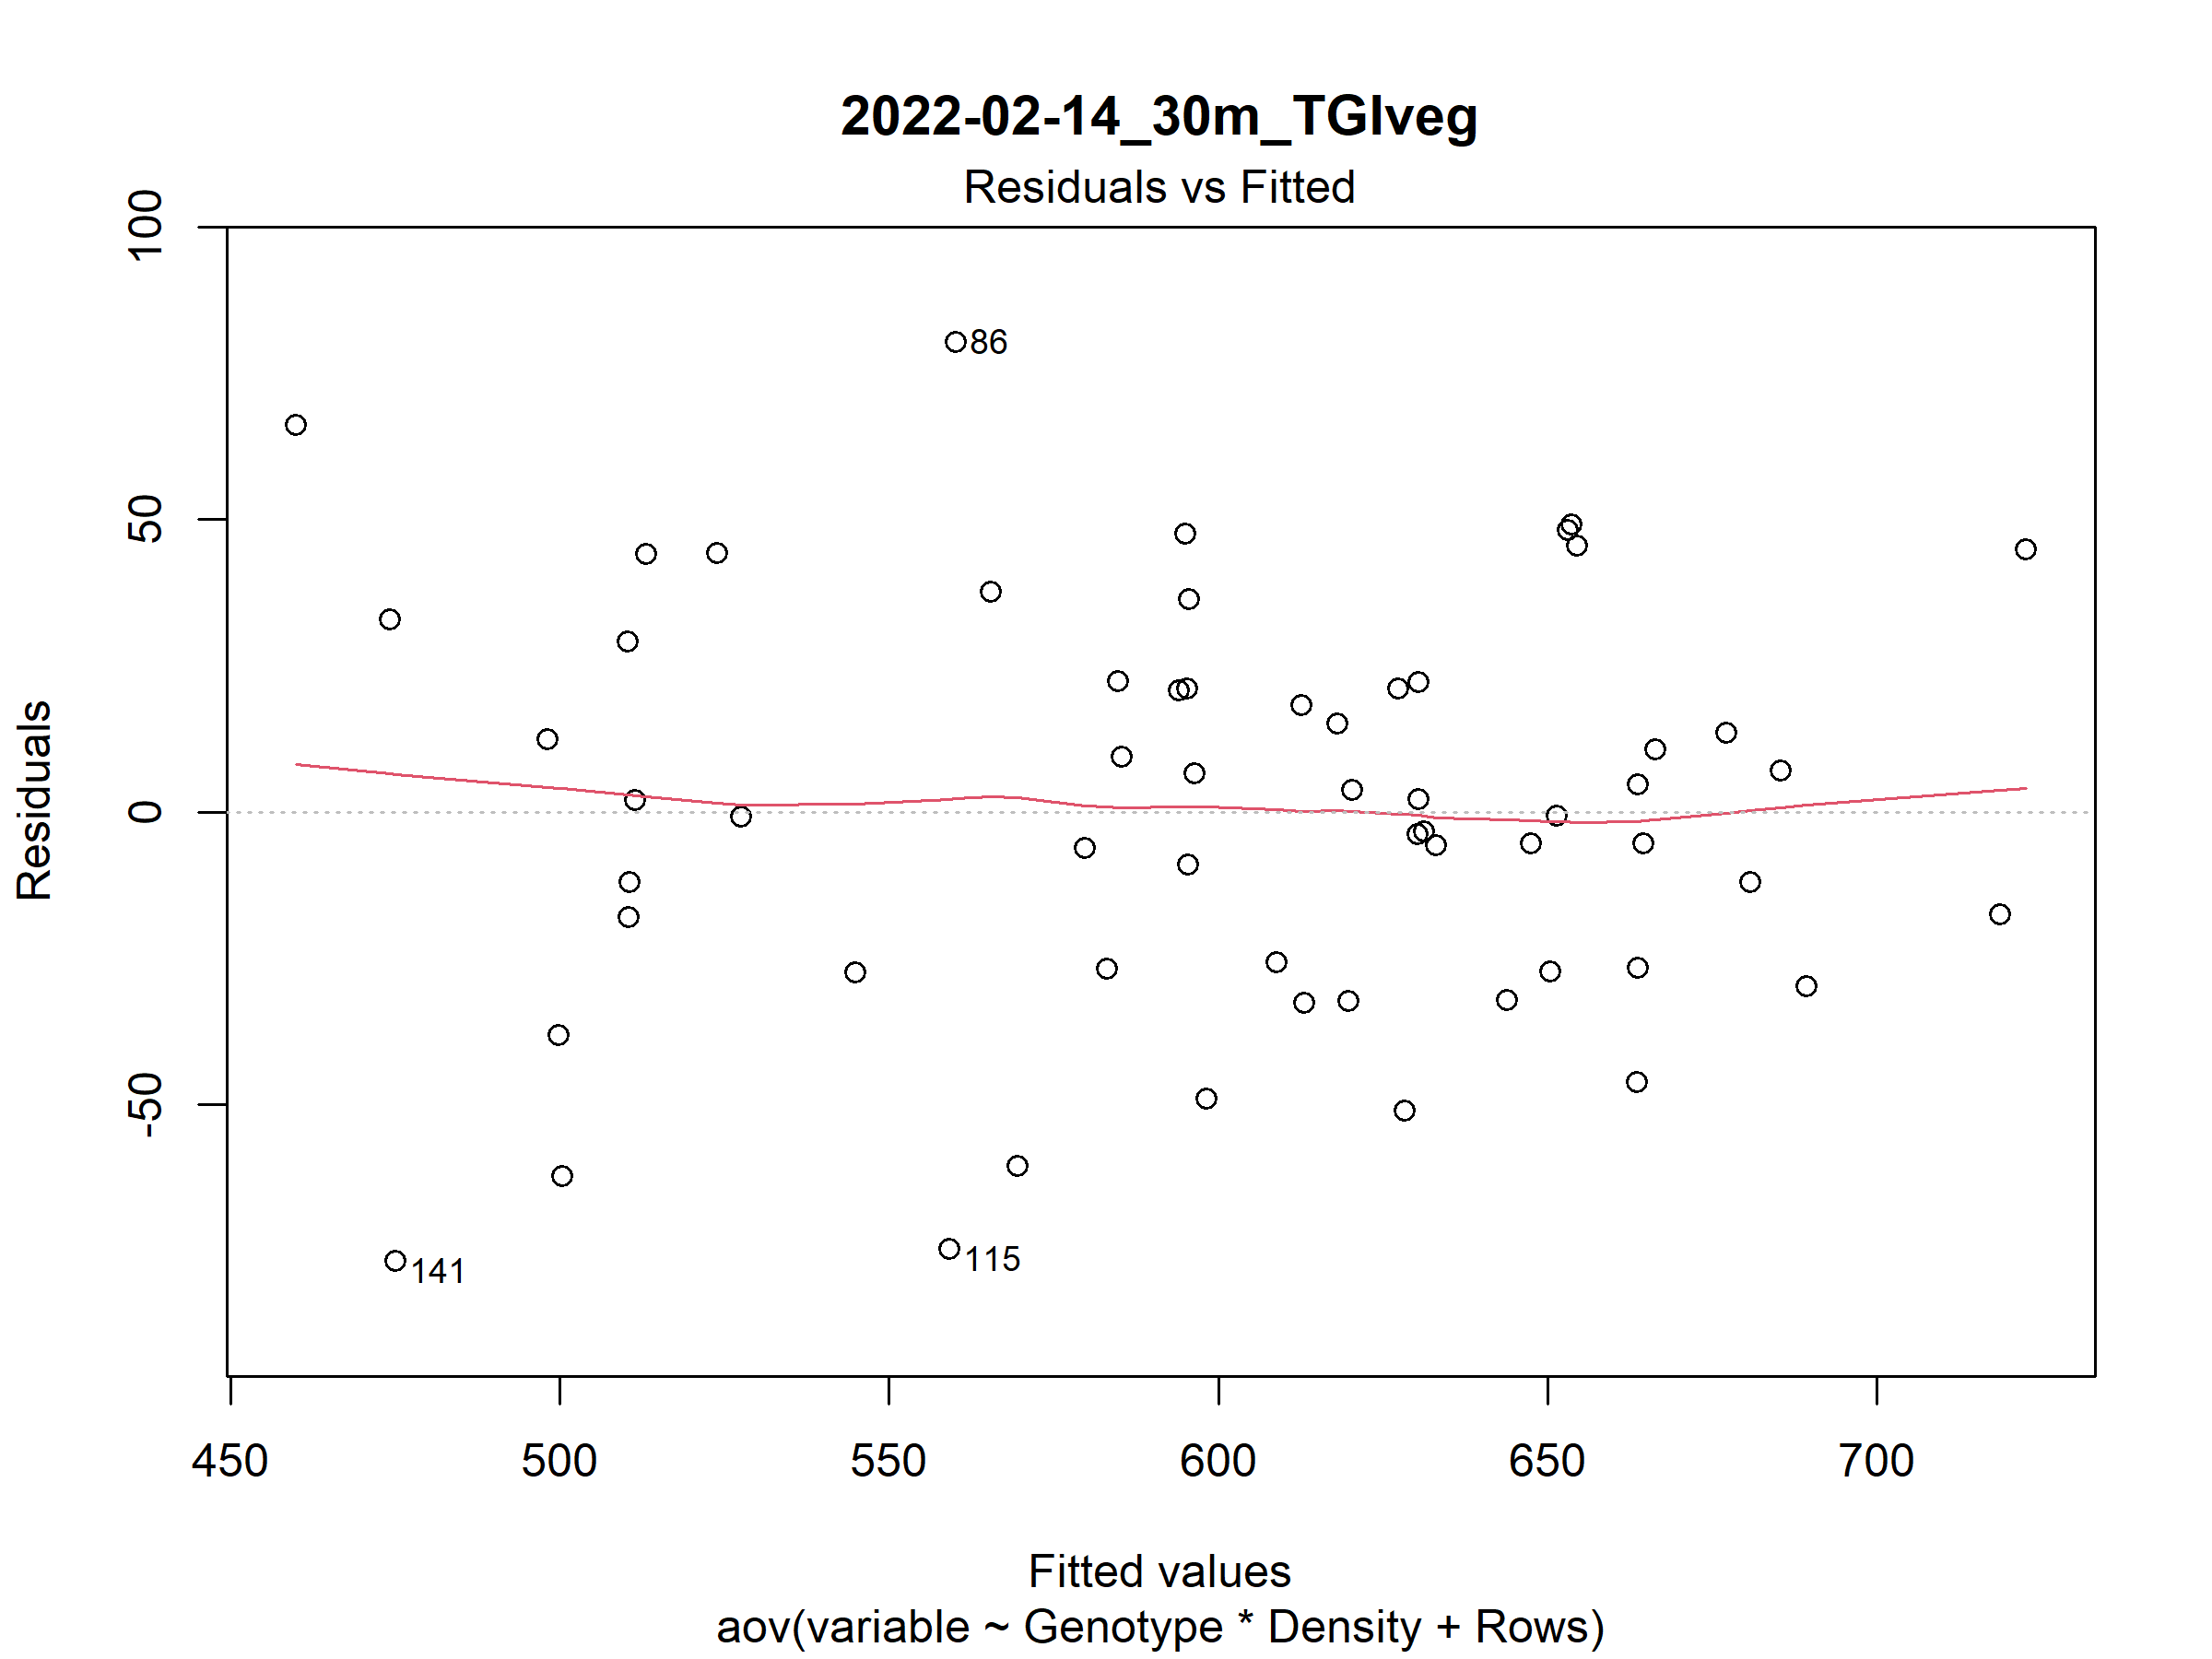 2022-02-14_30m_TGIveg
Residuals vs Fitted
100
50
0
-50
Residuals
86
141
115
450 500 550 600 650 700
Fitted values
aov(variable ~ Genotype * Density + Rows)